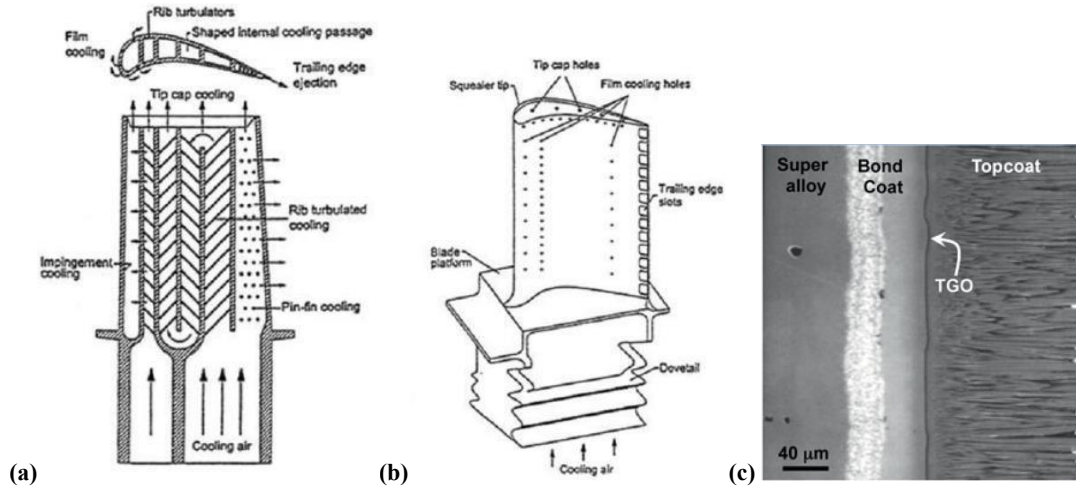 Rib turbulators
Shaped internal cooling passage
Film
cooling
Trailing edge
ejection
Tip cap cooling
Rib turbulated
cooling
Impingement
cooling
Pin-fin cooling
Cooling air
(a)
Tip cap holes
Squealer tip
Film cooling holes
Trailing edge
slots
Blade
platform
Dovetail
Cooling air
(b)
Super
alloy
Bond
Coat
Topcoat
TGO
40 μm
(c)